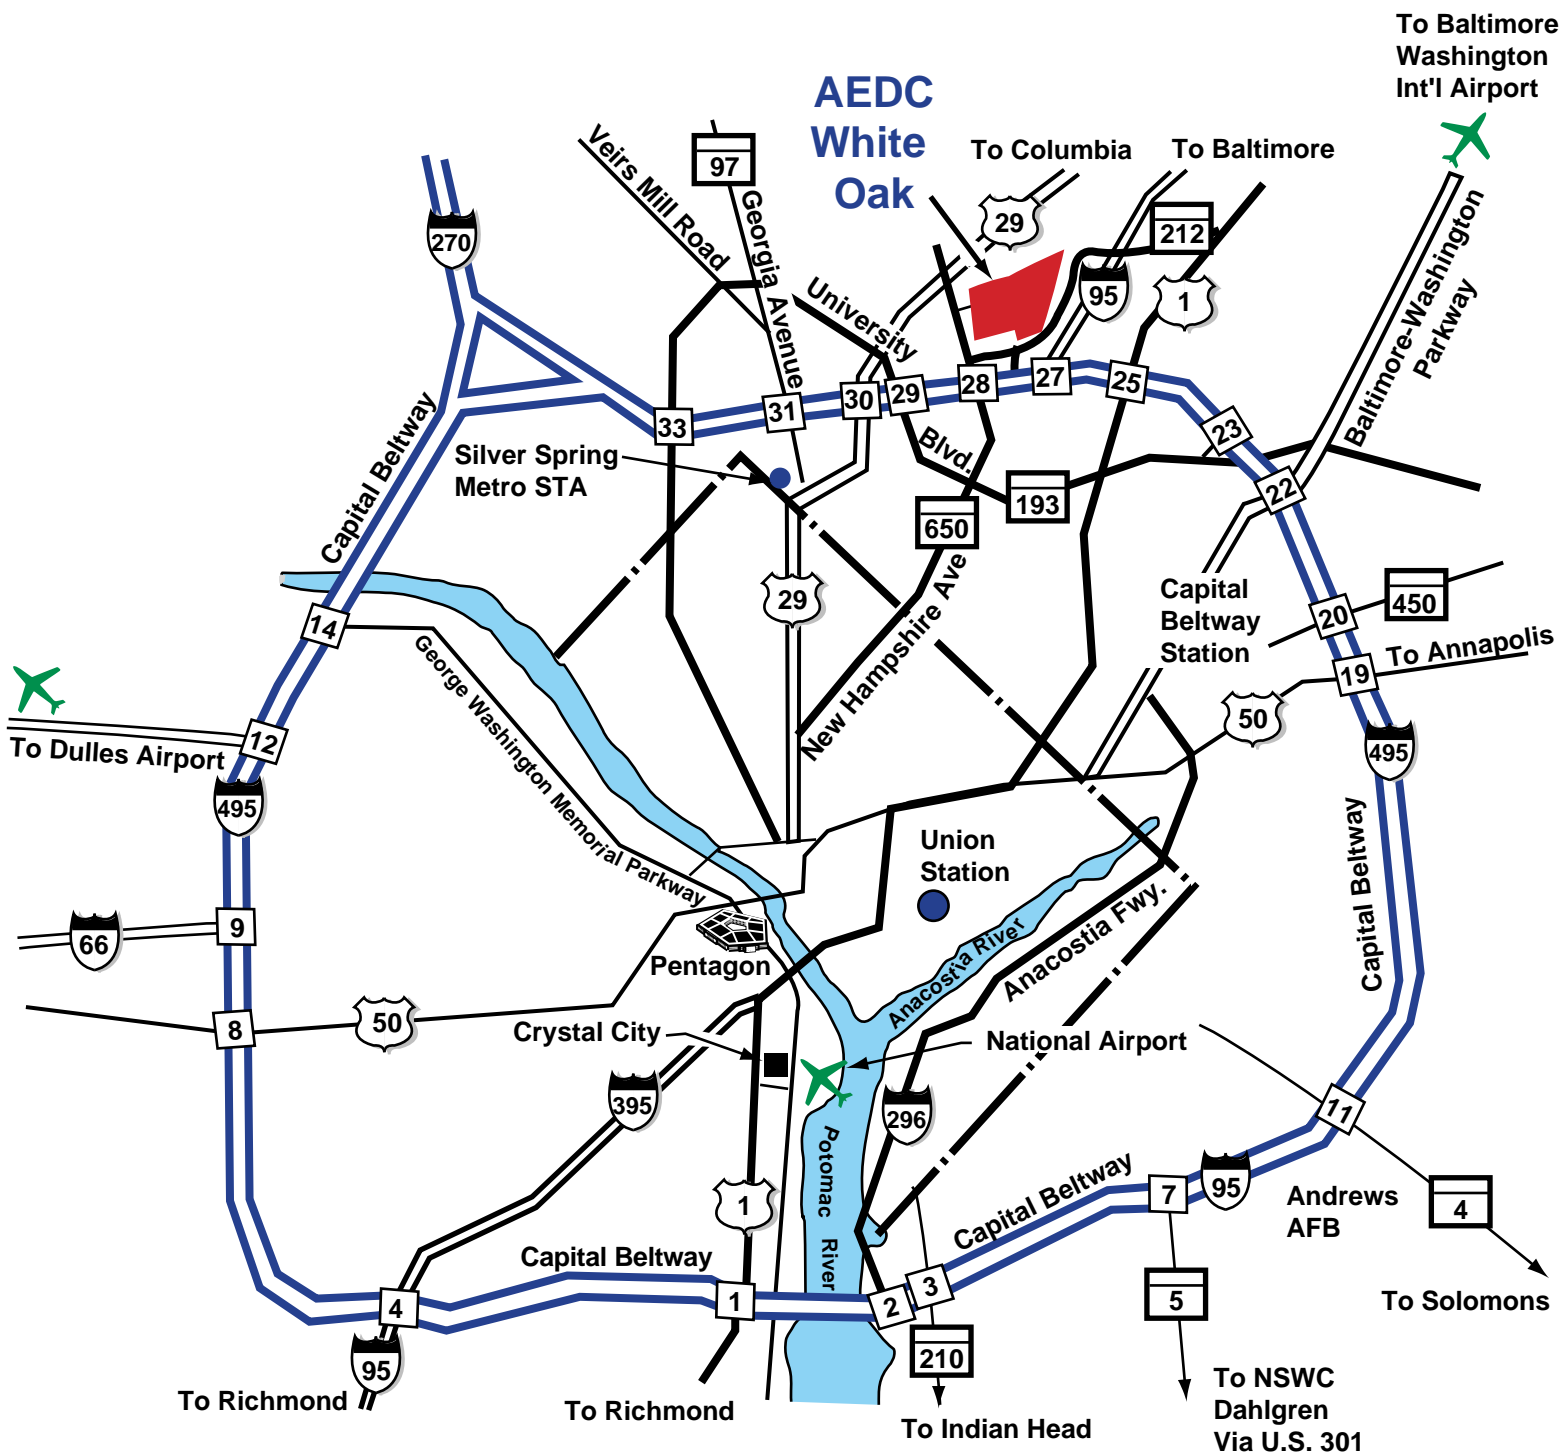 To Baltimore
Washington
Int'l Airport
AEDC
White
Oak
To Columbia
To Baltimore
Veirs Mill Road
97
Georgia Avenue
29
212
270
95
1
University
Baltimore-Washington
Parkway
33
31
30
29
28
27
25
23
22
Capital Beltway
Silver Spring
Metro STA
Blvd.
193
650
New Hampshire Ave
29
14
George Washington Memorial Parkway
Capital
Beltway
Station
20
450
19
To Annapolis
50
12
To Dulles Airport
495
495
Union
Station
Capital Beltway
9
66
Pentagon
Anacostia River
Anacostia Fwy.
8
50
Crystal City
National Airport
395
296
11
Potomac River
1
Capital Beltway
7
95
Andrews
AFB
4
Capital Beltway
4
1
2
3
5
To Solomons
95
210
To Richmond
To Richmond
To Indian Head
To NSWC
Dahlgren
Via U.S. 301